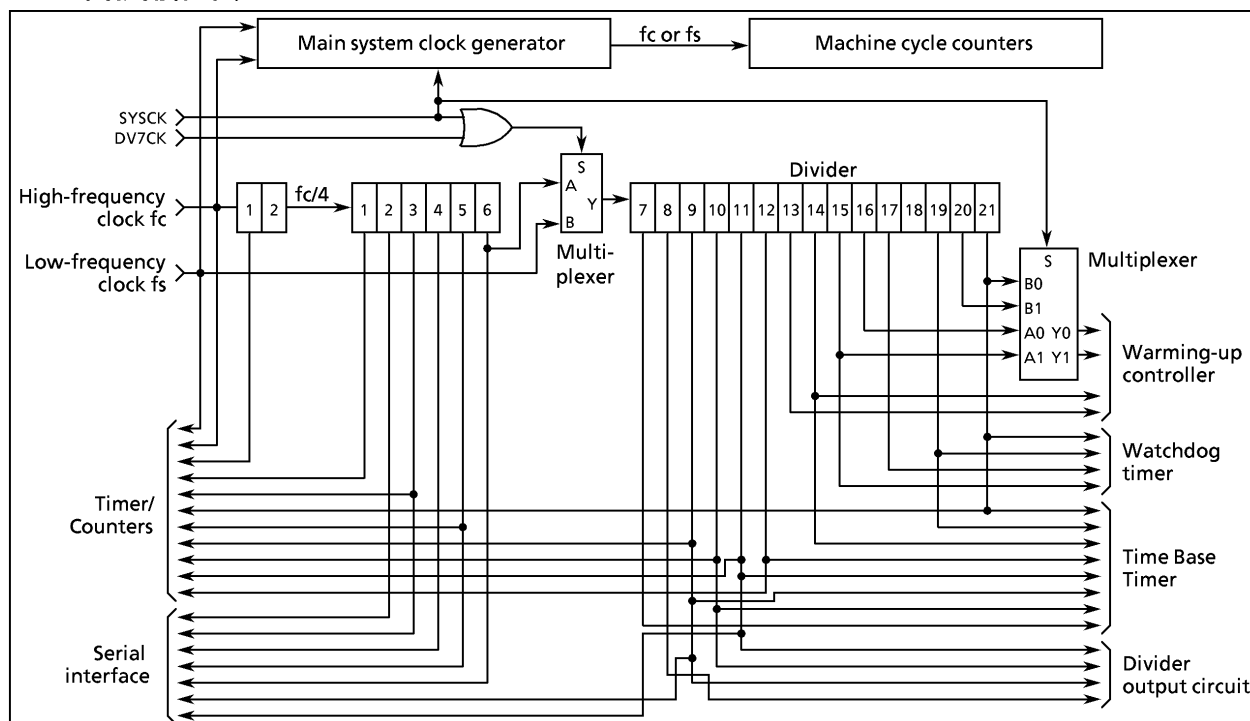 Main system clock generator
fc or fs
Machine cycle counters
SYSCK
DV7CK
High-frequency
clock fc
1 2
fc/4
1 2 3 4 5 6
S
A
Y
B
Multi-
plexer
Divider
7 8 9 10 11 12 13 14 15 16 17 18 19 20 21
Low-frequency
clock fs
S
B0
B1
A0 Y0
A1 Y1
Multiplexer
Warming-up
controller
Watchdog
timer
Timer/
Counters
Time Base
Timer
Serial
interface
Divider
output circuit